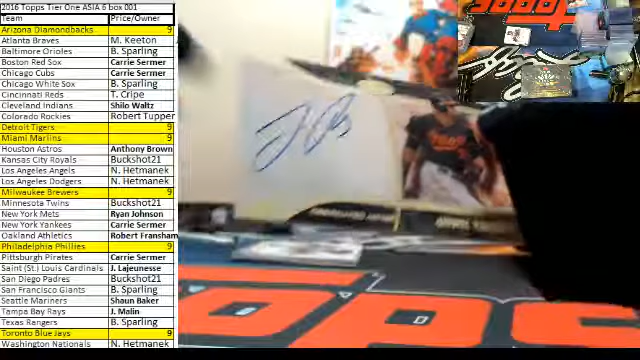 2016 Topps Tier One ASIA 6 box 001
Team Price/Owner
Arizona Diamondbacks 9
Atlanta Braves M. Keeton
Baltimore Orioles B. Sparling
Boston Red Sox Carrie Sermer
Chicago Cubs Carrie Sermer
Chicago White Sox B. Sparling
Cincinnati Reds T. Cripe
Cleveland Indians Shilo Waltz
Colorado Rockies Robert Tupper
Detroit Tigers 9
Miami Marlins 9
Houston Astros Anthony Brown
Kansas City Royals Buckshot21
Los Angeles Angels N. Hetmanek
Los Angeles Dodgers N. Hetmanek
Milwaukee Brewers 9
Minnesota Twins Buckshot21
New York Mets Ryan Johnson
New York Yankees Carrie Sermer
Oakland Athletics Robert Fransham
Philadelphia Phillies 9
Pittsburgh Pirates Carrie Sermer
Saint (St.) Louis Cardinals J. Lajeunesse
San Diego Padres Buckshot21
San Francisco Giants B. Sparling
Seattle Mariners Shaun Baker
Tampa Bay Rays J. Malin
Texas Rangers B. Sparling
Toronto Blue Jays 9
Washington Nationals N. Hetmanek